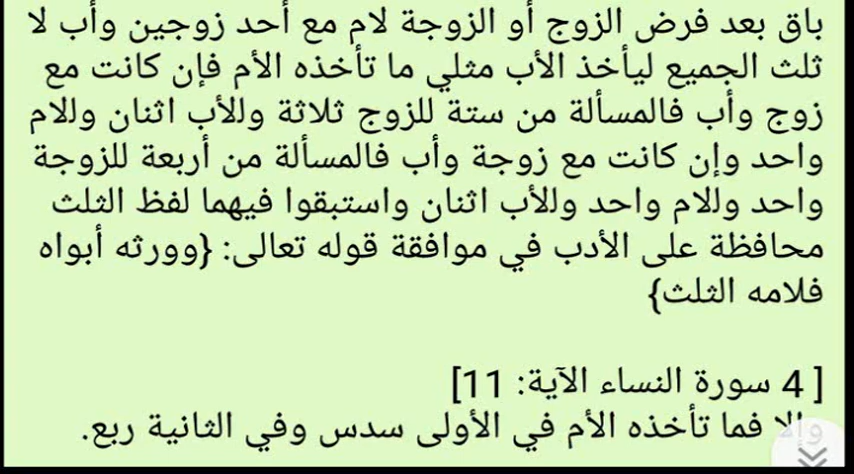 باق بعد فرض الزوج أو الزوجة لام مع أحد زوجين وأب لا
ثلث الجميع ليأخذ الأب مثلي ما تأخذه الأم فإن كانت مع
زوج وأب فالمسألة من ستة للزوج ثلاثة وللأب اثنان وللام
واحد وإن كانت مع زوجة وأب فالمسألة من أربعة للزوجة
واحد وللام واحد وللأب اثنان واستبقوا فيهما لفظ الثلث
محافظة على الأدب في موافقة قوله تعالى: {وورثه أبواه
فلامه الثلث}
[ 4 سورة النساء الآية: 11]
وإلا فما تأخذه الأم في الأولى سدس وفي الثانية ربع.